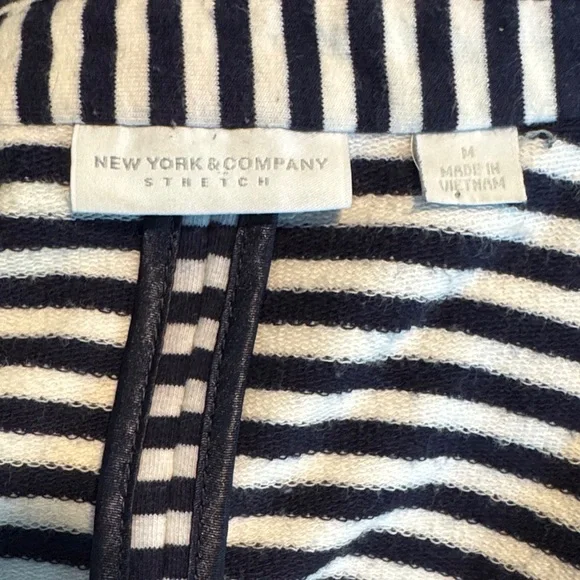 NEW YORK & COMPANY
STRETCH
M
MADE IN
VIETNAM